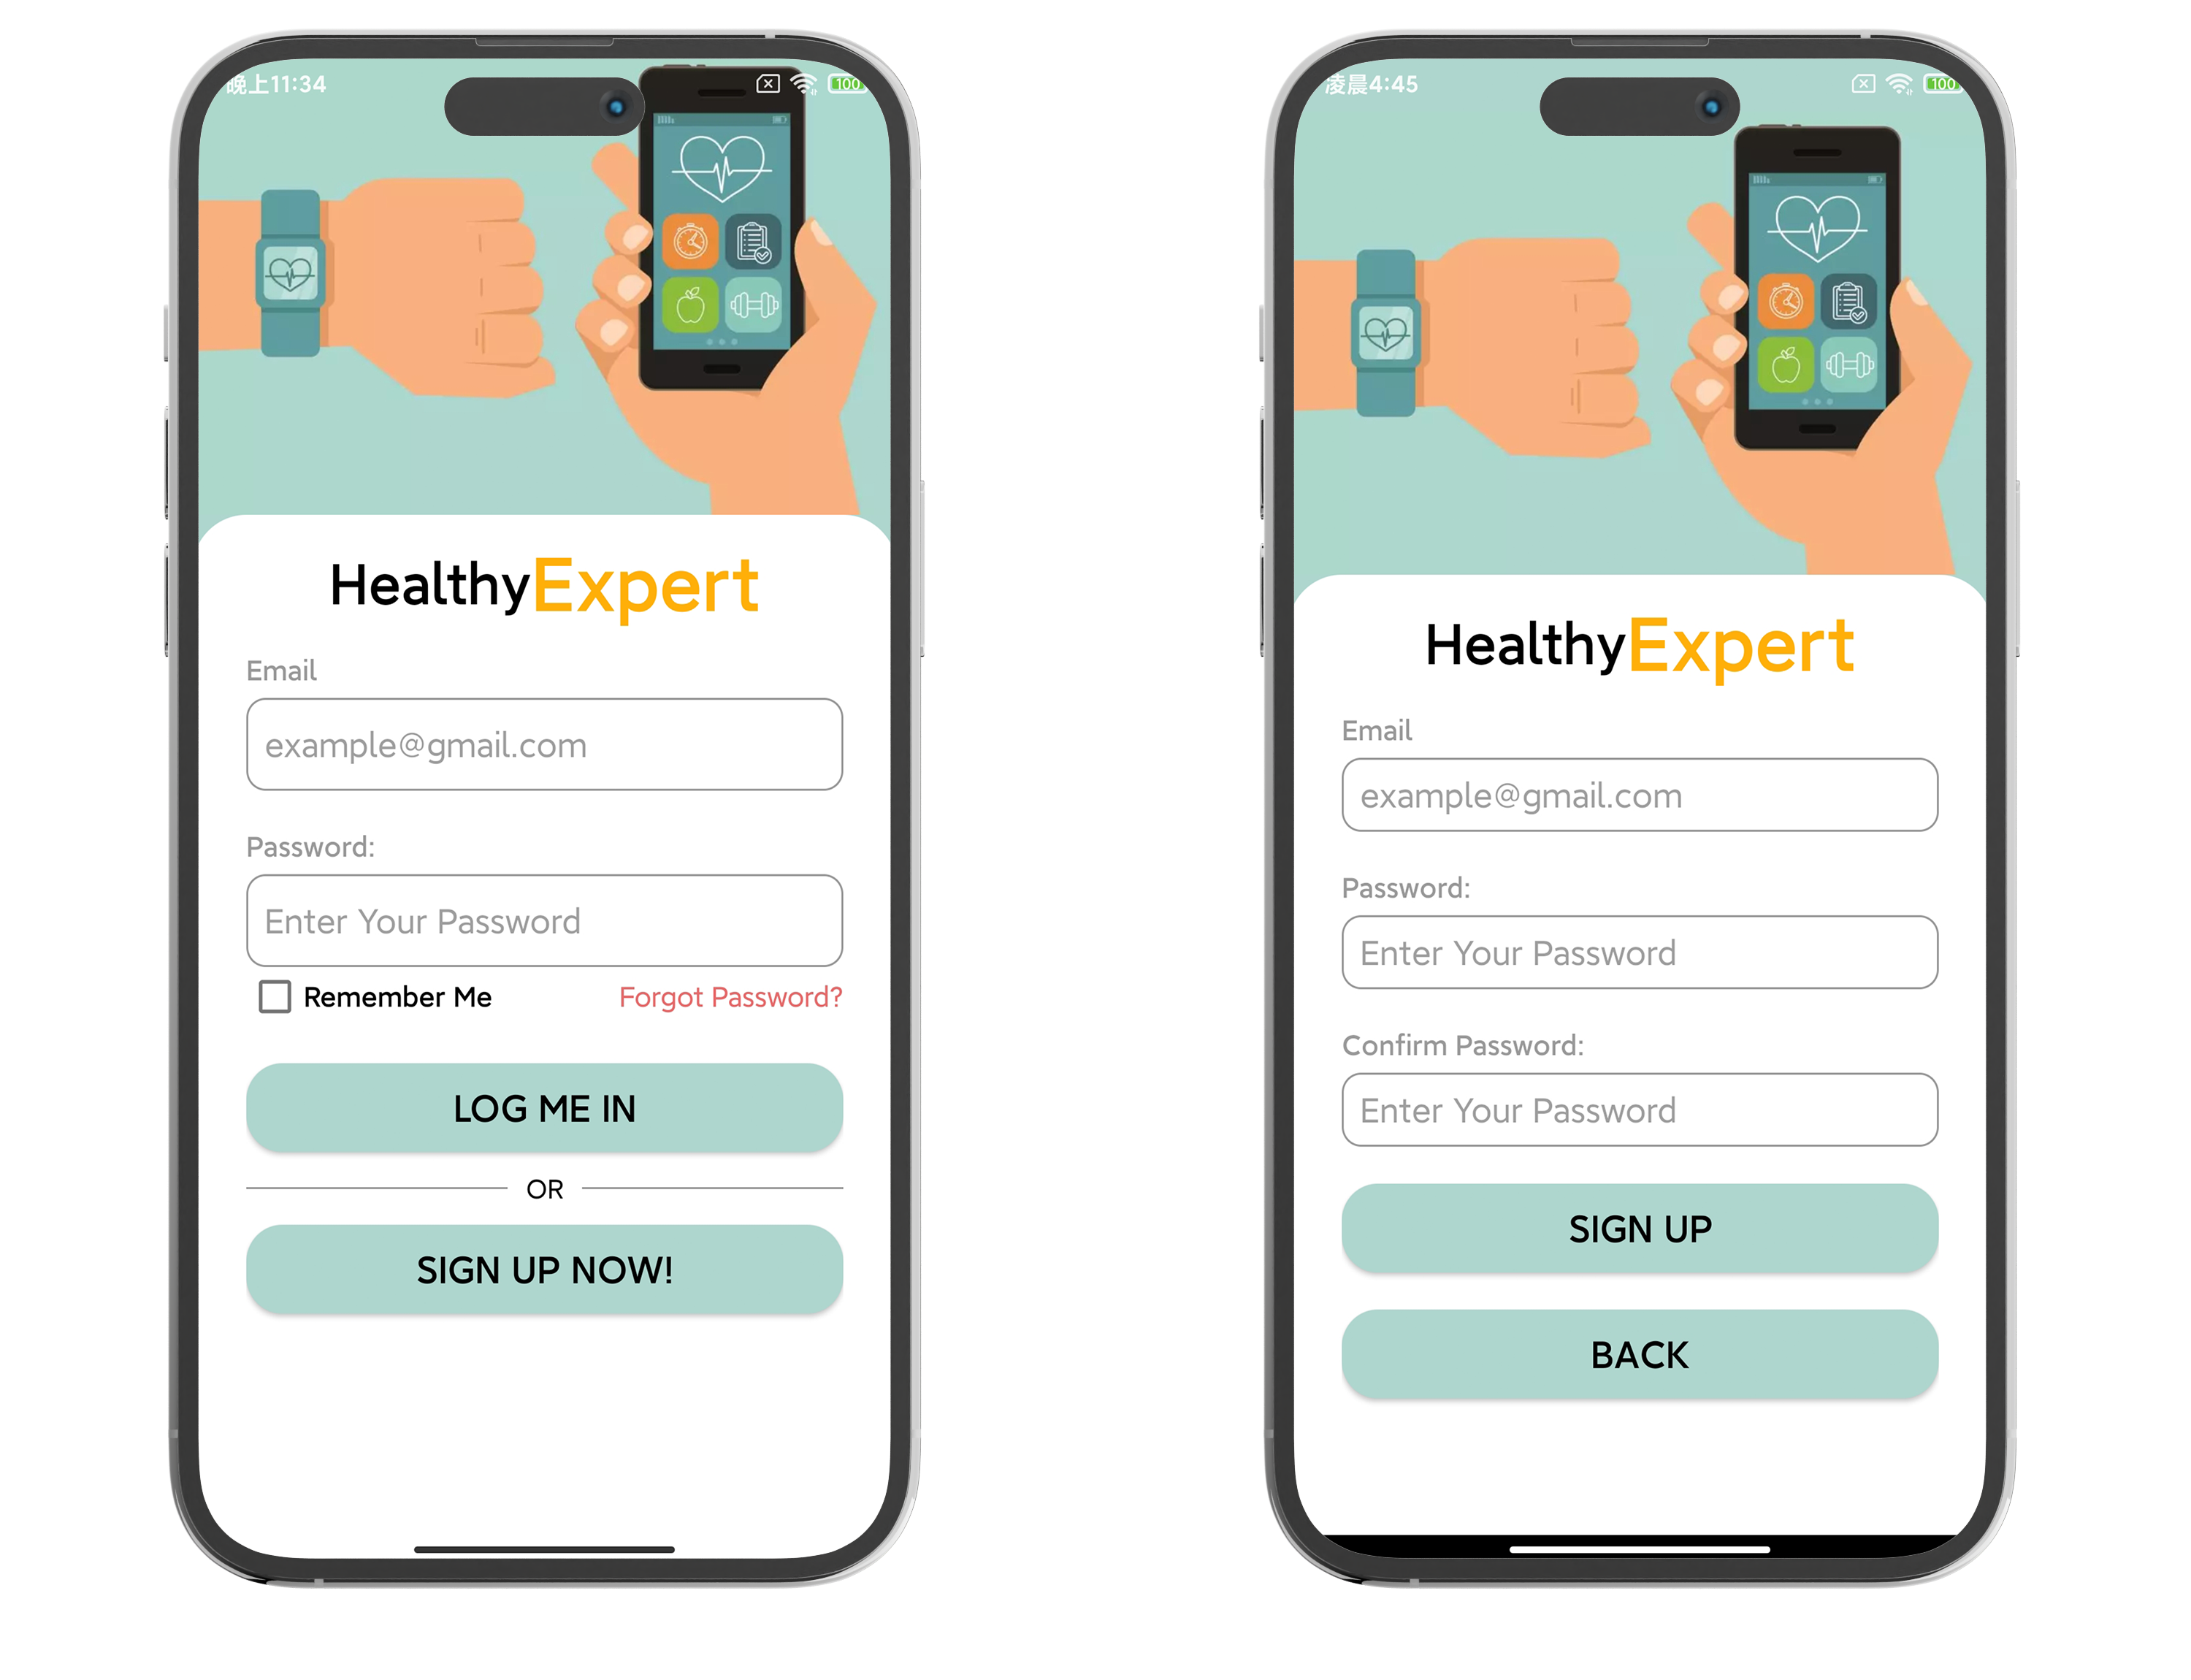 晚上11:34
100
HealthyExpert
Email
example@gmail.com
Password:
Enter Your Password
Remember Me
Forgot Password?
LOG ME IN
OR
SIGN UP NOW!
凌晨4:45
100
HealthyExpert
Email
example@gmail.com
Password:
Enter Your Password
Confirm Password:
Enter Your Password
SIGN UP
BACK